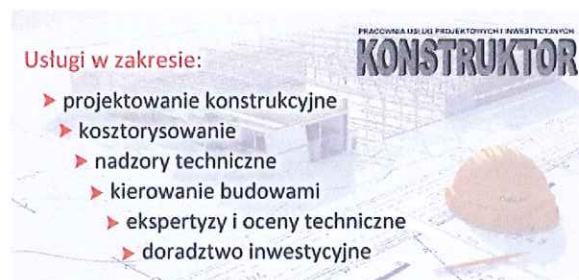 PRACOWNIA USŁUG PROJEKTOWYCH I INWESTYCYJNYCH
KONSTRUKTOR
Usługi w zakresie:
projektowanie konstrukcyjne
kosztorysowanie
nadzory techniczne
kierowanie budowami
ekspertyzy i oceny techniczne
doradztwo inwestycyjne